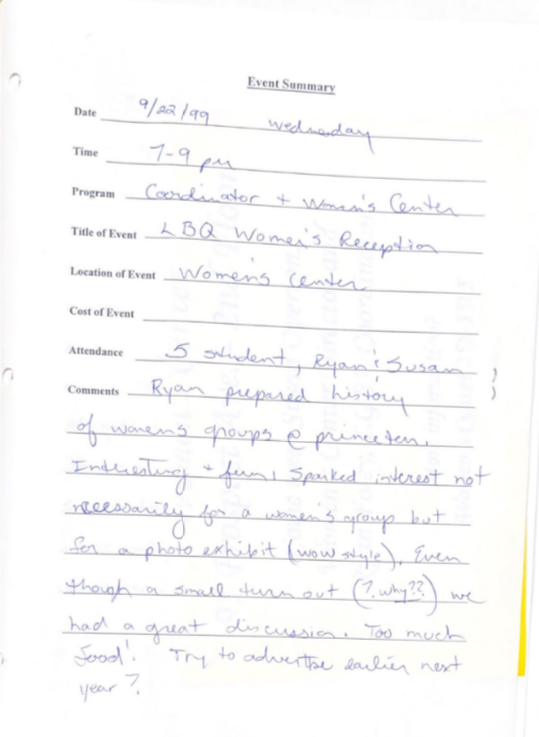 Event Summary
Date 9/22/99 Wednesday
Time 7-9 pm
Program Coordinator + Women's Center
Title of Event LBQ Women's Reception
Location of Event Women's Center
Cost of Event
Attendance 5 student, Ryan & Susan
Comments Ryan prepared history
of womens groups @ princeton.
Interesting + fun, sparked interest not
necessarily for a women's group but
for a photo exhibit (wow style). Even
though a small turn out (?. why??) we
had a great discussion. Too much
food! Try to advertise earlier next
year?